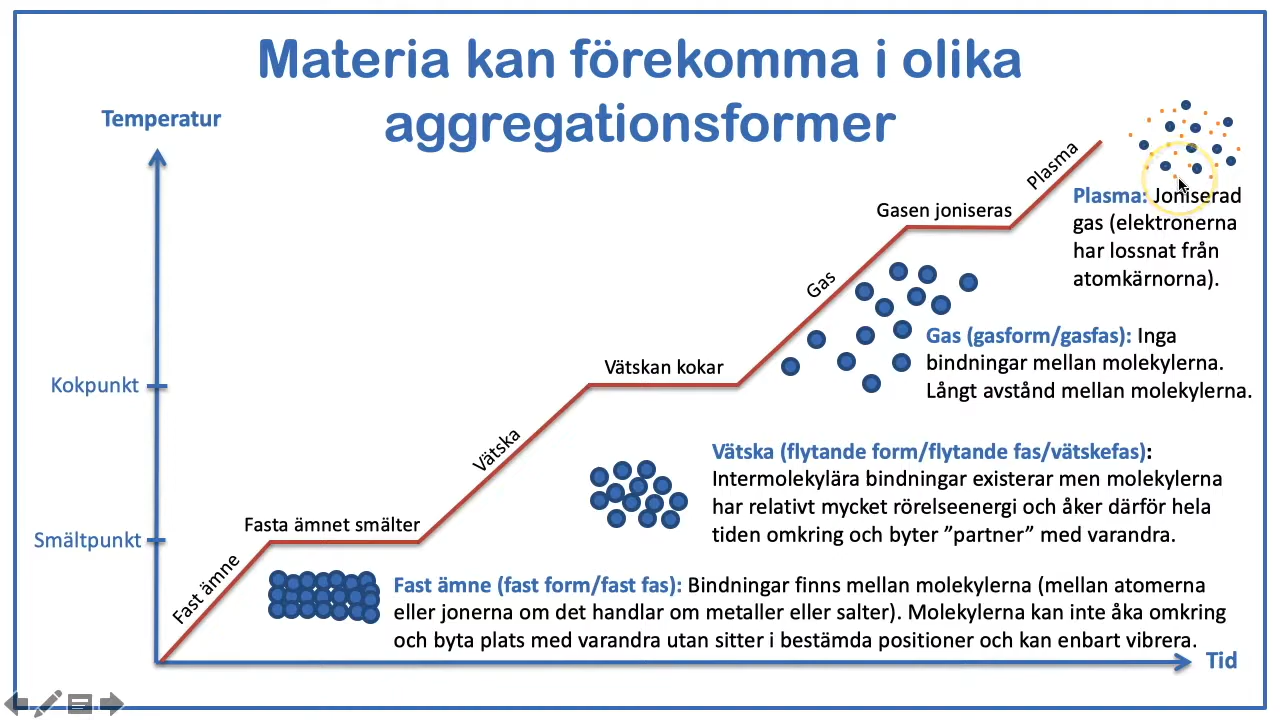 Materia kan förekomma i olika
aggregationsformer
Temperatur
Plasma
Plasma: Joniserad
gas (elektronerna
har lossnat från
atomkärnorna).
Gasen joniseras
Gas
Gas (gasform/gasfas): Inga
bindningar mellan molekylerna.
Långt avstånd mellan molekylerna.
Vätskan kokar
Kokpunkt
Vätska
Vätska (flytande form/flytande fas/vätskefas):
Intermolekylära bindningar existerar men molekylerna
har relativt mycket rörelseenergi och åker därför hela
tiden omkring och byter ”partner” med varandra.
Fasta ämnet smälter
Smältpunkt
Fast ämne
Fast ämne (fast form/fast fas): Bindningar finns mellan molekylerna (mellan atomerna
eller jonerna om det handlar om metaller eller salter). Molekylerna kan inte åka omkring
och byta plats med varandra utan sitter i bestämda positioner och kan enbart vibrera.
Tid